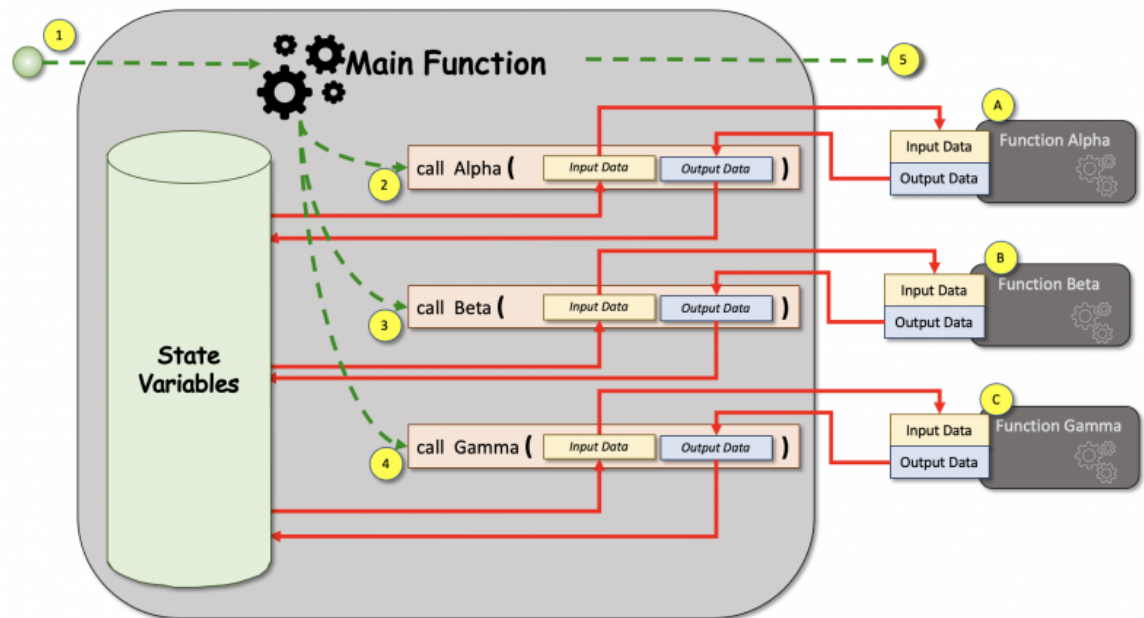 1
Main Function
5
A
Function Alpha
Input Data
Output Data
call Alpha ( Input Data Output Data )
2
B
Function Beta
Input Data
Output Data
call Beta ( Input Data Output Data )
3
State
Variables
C
Function Gamma
Input Data
Output Data
call Gamma ( Input Data Output Data )
4